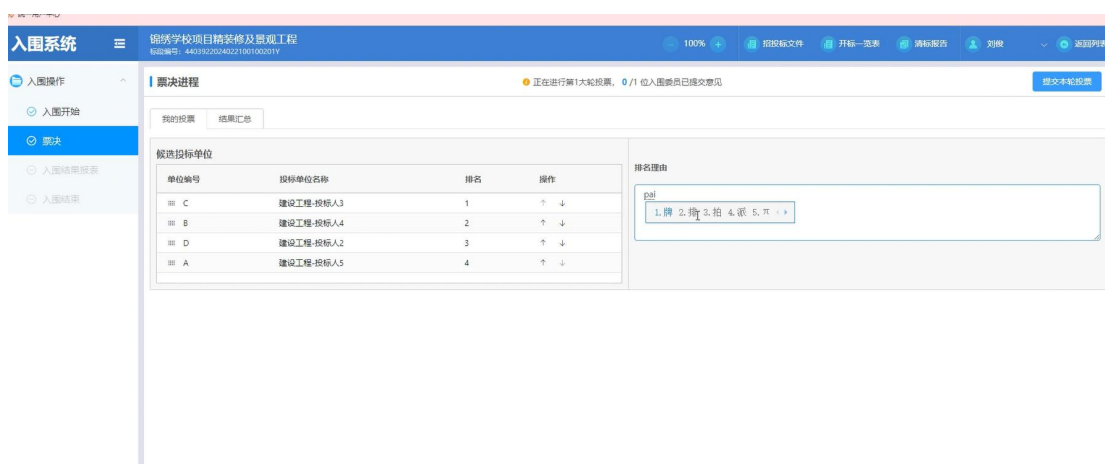 入围系统
锦绣学校项目精装修及景观工程
标段编号：4403922024022100100201Y
100%
招投标文件
开标一览表
清标报告
刘俊
返回列表
入围操作
票决进程
正在进行第1大轮投票，0/1 位入围委员已提交意见
提交本轮投票
入围开始
我的投票 结果汇总
票决
候选投标单位
排名理由
入围结果报表
单位编号 投标单位名称 排名 操作
入围结束
pai
1.牌 2.排 3.拍 4.派 5.π
C 建设工程-投标人3 1 ↑ ↓
B 建设工程-投标人4 2 ↑ ↓
D 建设工程-投标人2 3 ↑ ↓
A 建设工程-投标人5 4 ↑ ↓